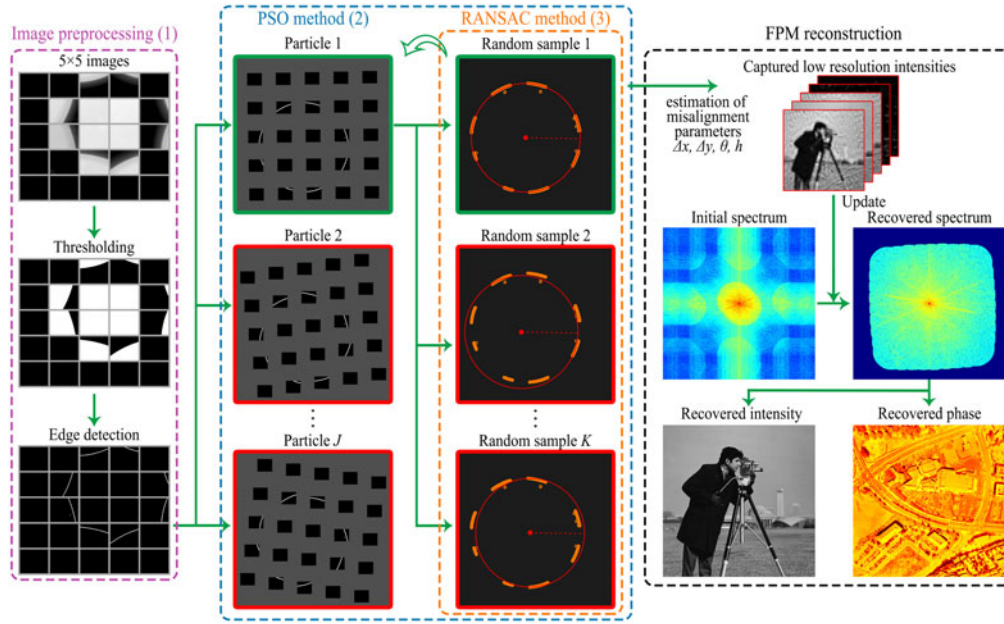 Image preprocessing (1)
5×5 images
Thresholding
Edge detection
PSO method (2)
Particle 1
Particle 2
⋮
Particle J
RANSAC method (3)
Random sample 1
Random sample 2
⋮
Random sample K
estimation of
misalignment
parameters
Δx, Δy, θ, h
FPM reconstruction
Captured low resolution intensities
Update
Initial spectrum
Recovered spectrum
Recovered intensity
Recovered phase